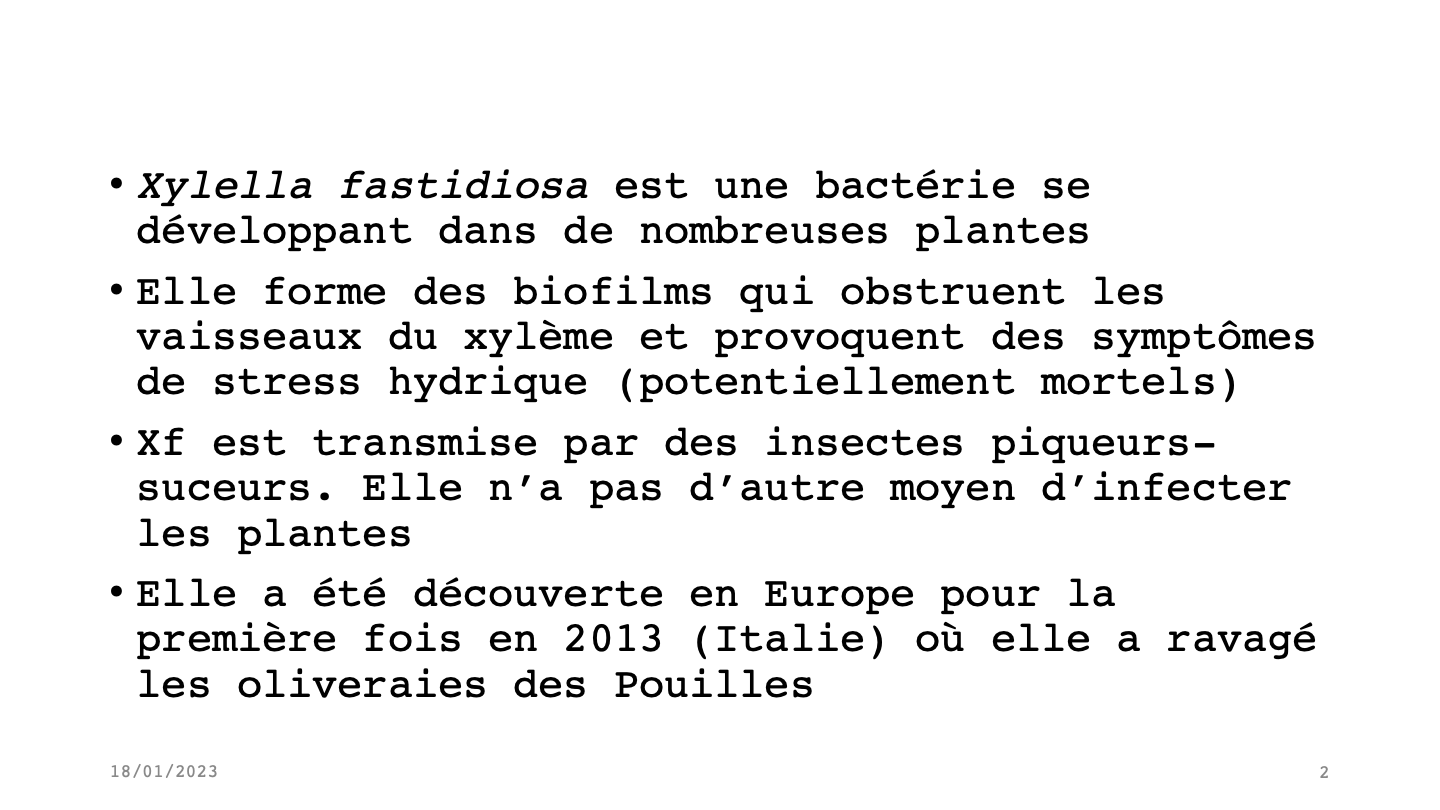 • Xylella fastidiosa est une bactérie se
développant dans de nombreuses plantes
• Elle forme des biofilms qui obstruent les
vaisseaux du xylème et provoquent des symptômes
de stress hydrique (potentiellement mortels)
• Xf est transmise par des insectes piqueurs-
suceurs. Elle n’a pas d’autre moyen d’infecter
les plantes
• Elle a été découverte en Europe pour la
première fois en 2013 (Italie) où elle a ravagé
les oliveraies des Pouilles
18/01/2023
2